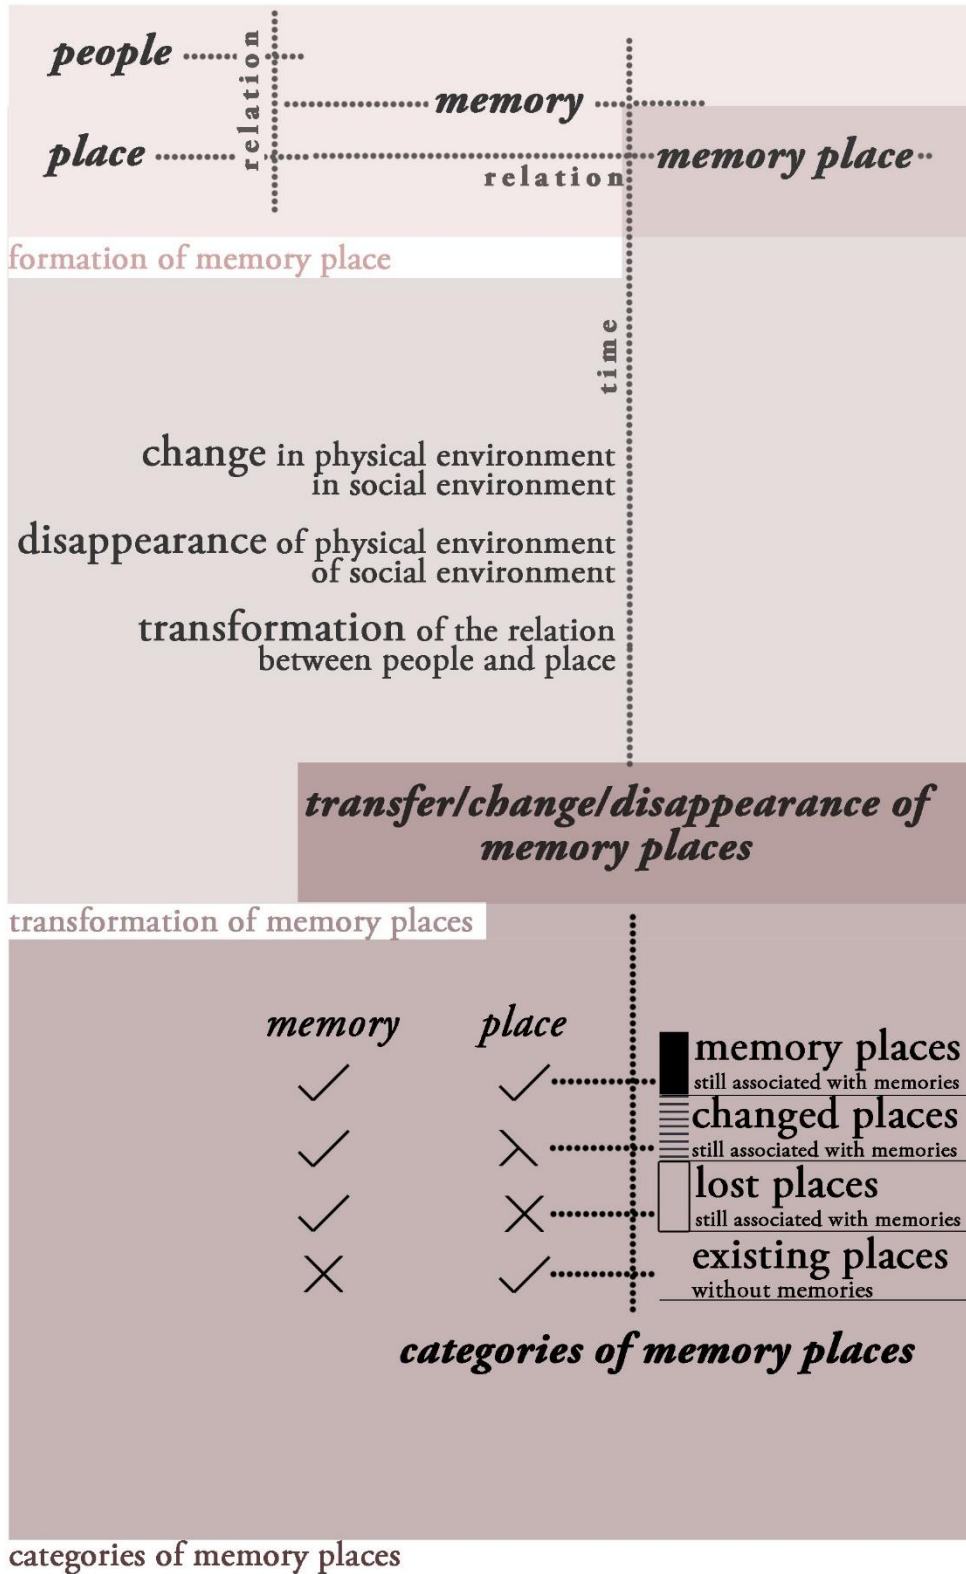 people
relation
memory
place
memory place
relation
formation of memory place
time
change in physical environment
in social environment
disappearance of physical environment
of social environment
transformation of the relation
between people and place
transfer/change/disappearance of
memory places
transformation of memory places
memory place
memory places
still associated with memories
changed places
still associated with memories
lost places
still associated with memories
existing places
without memories
categories of memory places
categories of memory places